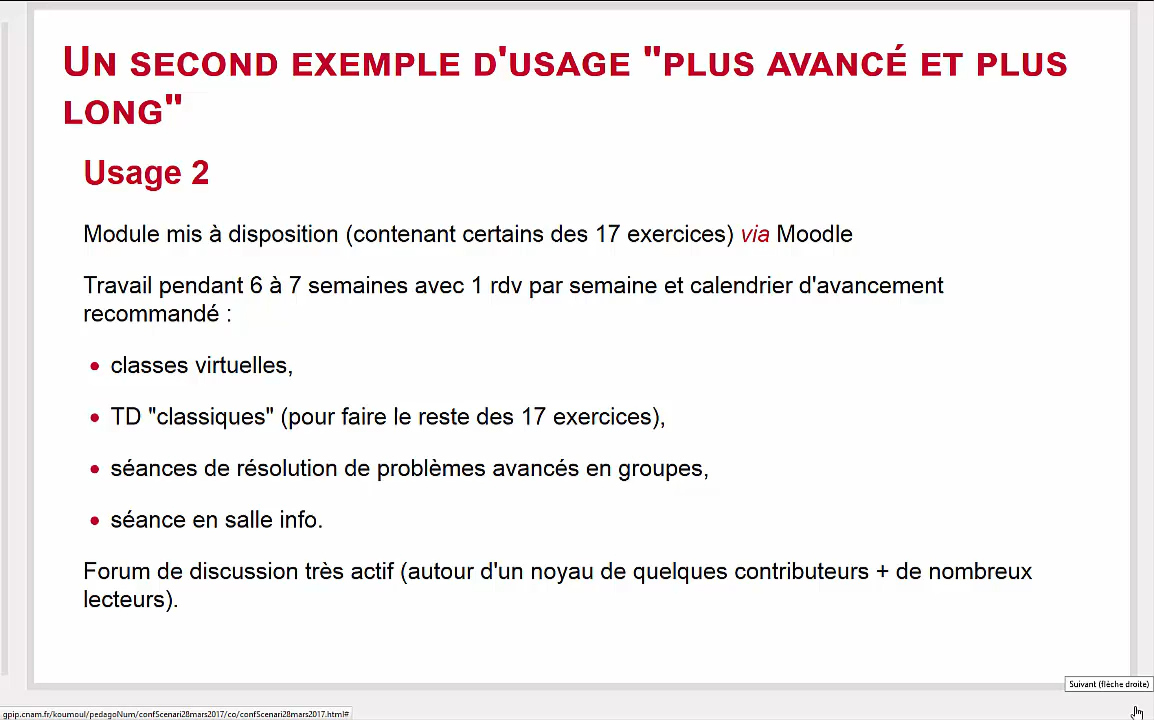 Un second exemple d'usage "plus avancé et plus
long"
Usage 2
Module mis à disposition (contenant certains des 17 exercices) via Moodle
Travail pendant 6 à 7 semaines avec 1 rdv par semaine et calendrier d'avancement
recommandé :
• classes virtuelles,
• TD "classiques" (pour faire le reste des 17 exercices),
• séances de résolution de problèmes avancés en groupes,
• séance en salle info.
Forum de discussion très actif (autour d'un noyau de quelques contributeurs + de nombreux
lecteurs).
Suivant (flèche droite)
gpip.cnam.fr/koumoul/pedagoNum/confScenari28mars2017/co/confScenari28mars2017.html#